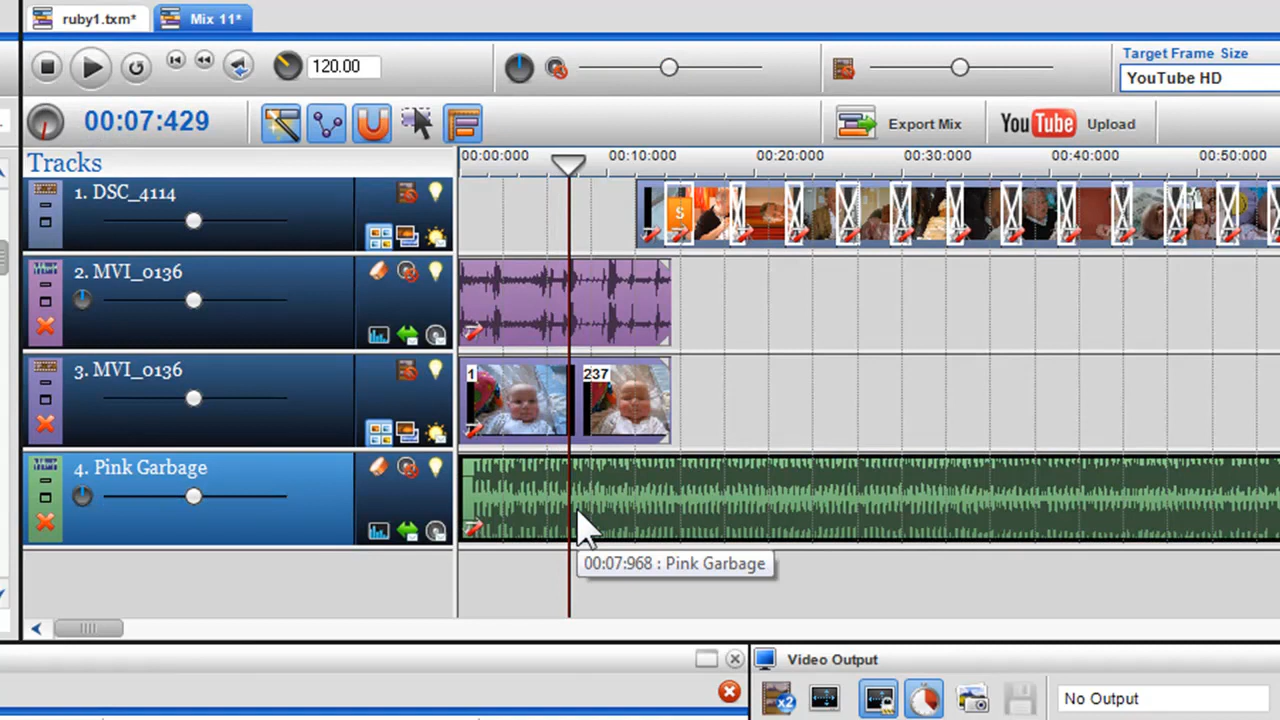 ruby1.txm*
Mix 11*
120.00
Target Frame Size
YouTube HD
00:07:429
Export Mix
YouTube Upload
Tracks
00:00:000
00:10:000
00:20:000
00:30:000
00:40:000
00:50:000
1. DSC_4114
S
2. MVI_0136
3. MVI_0136
1
237
4. Pink Garbage
00:07:968 : Pink Garbage
Video Output
x2
No Output